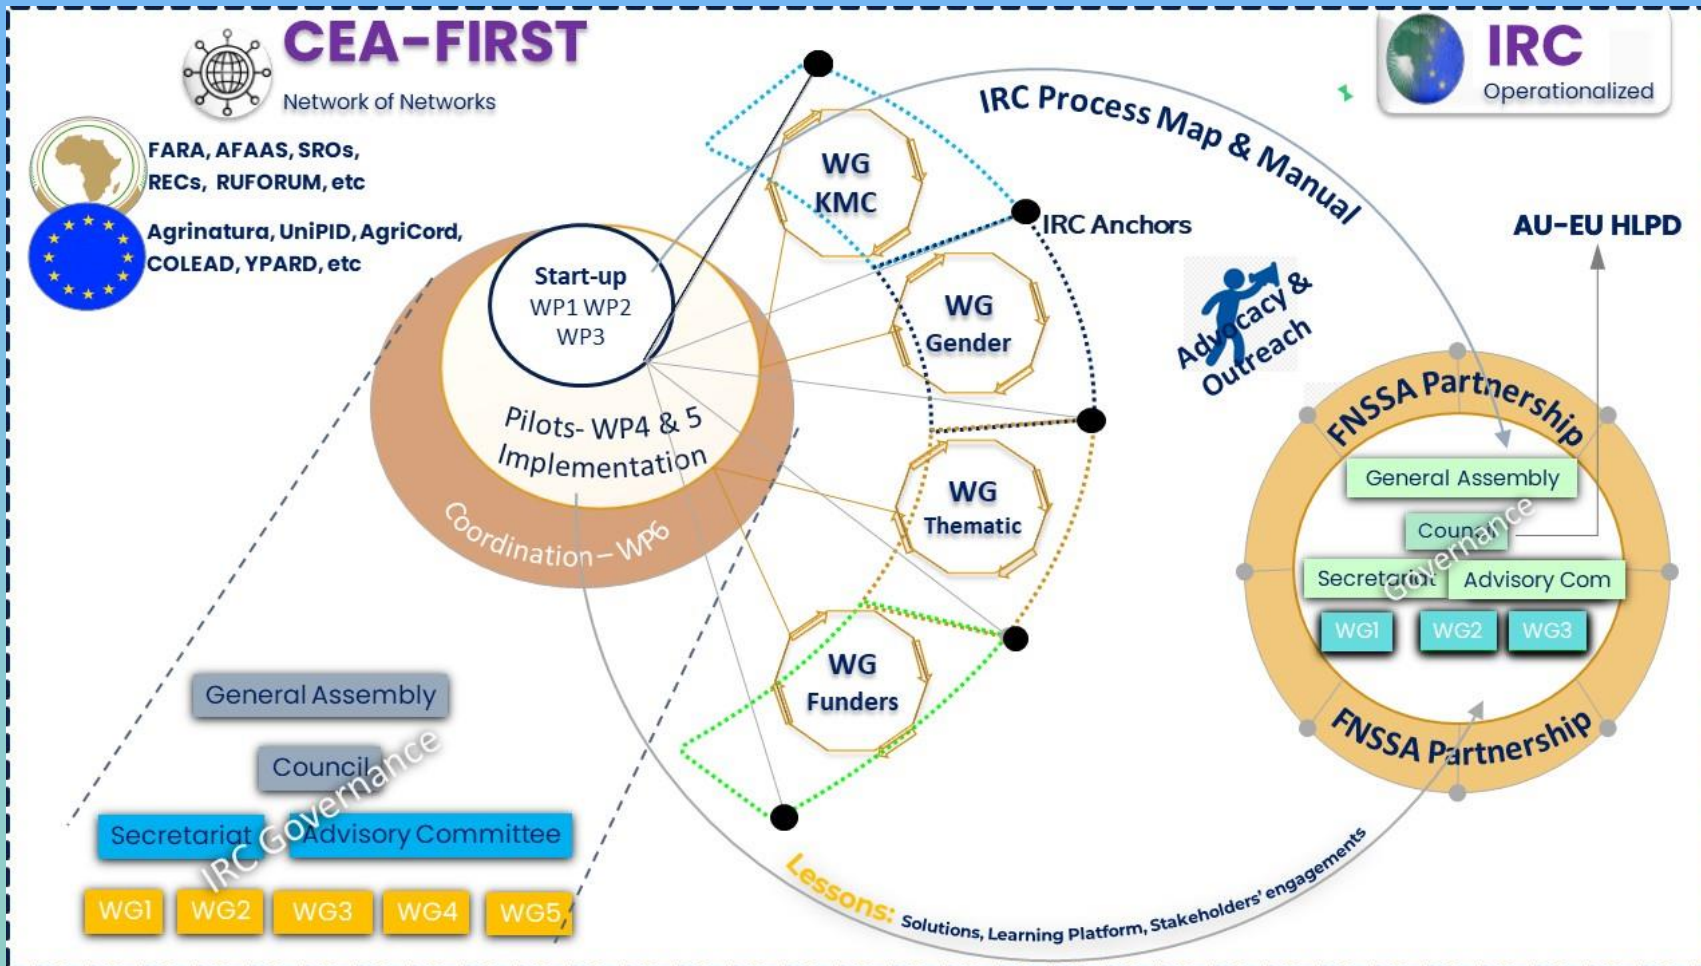 CEA-FIRST
Network of Networks
FARA, AFAAS, SROs,
RECs, RUFORUM, etc
Agrinatura, UniPID, AgriCord,
COLEAD, YPARD, etc
Start-up
WP1 WP2
WP3
Pilots- WP4 & 5
Implementation
Coordination – WP6
WG
KMC
WG
Gender
WG
Thematic
WG
Funders
IRC Anchors
IRC Process Map & Manual
IRC
Operationalized
Advocacy &
Outreach
AU-EU HLPD
FNSSA Partnership
General Assembly
Council
Governance
Secretariat
Advisory Com
WG1
WG2
WG3
FNSSA Partnership
General Assembly
Council
IRC Governance
Secretariat
Advisory Committee
WG1
WG2
WG3
WG4
WG5
Lessons: Solutions, Learning Platform, Stakeholders' engagements